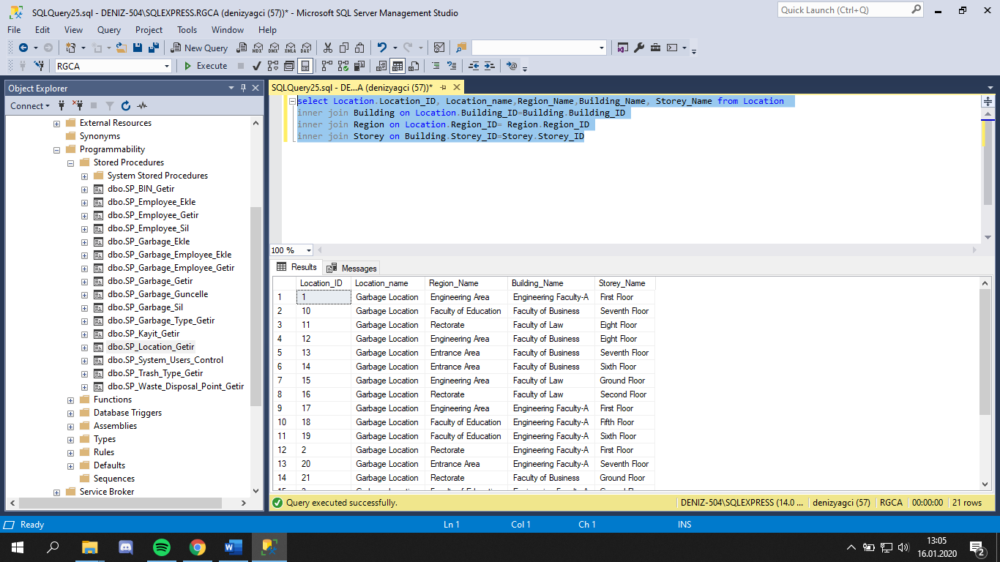 SQLQuery25.sql - DENIZ-504\SQLEXPRESS.RGCA (denizyagci (57))* - Microsoft SQL Server Management Studio
Quick Launch (Ctrl+Q)
File Edit View Query Project Tools Window Help
New Query MDX DMX XMLA DAX
RGCA Execute
Object Explorer
Connect
External Resources
Synonyms
Programmability
Stored Procedures
System Stored Procedures
dbo.SP_BIN_Getir
dbo.SP_Employee_Ekle
dbo.SP_Employee_Getir
dbo.SP_Employee_Sil
dbo.SP_Garbage_Ekle
dbo.SP_Garbage_Employee_Ekle
dbo.SP_Garbage_Employee_Getir
dbo.SP_Garbage_Getir
dbo.SP_Garbage_Guncelle
dbo.SP_Garbage_Sil
dbo.SP_Garbage_Type_Getir
dbo.SP_Kayit_Getir
dbo.SP_Location_Getir
dbo.SP_System_Users_Control
dbo.SP_Trash_Type_Getir
dbo.SP_Waste_Disposal_Point_Getir
Functions
Database Triggers
Assemblies
Types
Rules
Defaults
Sequences
Service Broker
SQLQuery25.sql - DE...A (denizyagci (57))*
select Location.Location_ID, Location_name,Region_Name,Building_Name, Storey_Name from Location
inner join Building on Location.Building_ID=Building.Building_ID
inner join Region on Location.Region_ID= Region.Region_ID
inner join Storey on Building.Storey_ID=Storey.Storey_ID
100 %
Results Messages
Location_ID Location_name Region_Name Building_Name Storey_Name
1 1 Garbage Location Engineering Area Engineering Faculty-A First Floor
2 10 Garbage Location Faculty of Education Faculty of Business Seventh Floor
3 11 Garbage Location Rectorate Faculty of Law Eight Floor
4 12 Garbage Location Engineering Area Faculty of Business Eight Floor
5 13 Garbage Location Entrance Area Faculty of Business Seventh Floor
6 14 Garbage Location Entrance Area Faculty of Business Sixth Floor
7 15 Garbage Location Engineering Area Faculty of Law Ground Floor
8 16 Garbage Location Rectorate Faculty of Law Second Floor
9 17 Garbage Location Engineering Area Engineering Faculty-A First Floor
10 18 Garbage Location Faculty of Education Engineering Faculty-A Fifth Floor
11 19 Garbage Location Faculty of Education Engineering Faculty-A Sixth Floor
12 2 Garbage Location Rectorate Engineering Faculty-A First Floor
13 20 Garbage Location Entrance Area Engineering Faculty-A Seventh Floor
14 21 Garbage Location Rectorate Faculty of Business Ground Floor
Query executed successfully. DENIZ-504\SQLEXPRESS (14.0 ... denizyagci (57) RGCA 00:00:00 21 rows
Ready Ln 1 Col 1 Ch 1 INS
13:05
16.01.2020
2